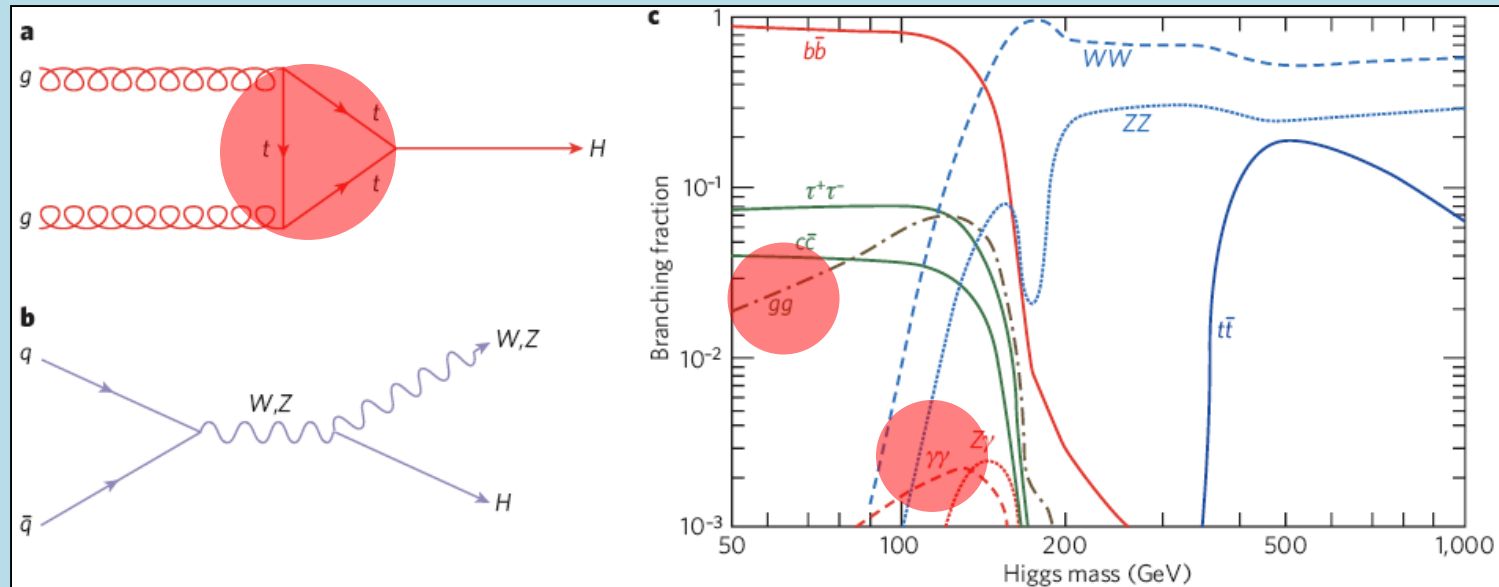 a
g
t
t
H
t
g
b
q
W,Z
W,Z
H
q̄
c
1
10⁻¹
10⁻²
10⁻³
Branching fraction
bb̄
WW
ZZ
τ⁺τ⁻
cc̄
gg
γγ
Zγ
tt̄
50 100 200 500 1,000
Higgs mass (GeV)